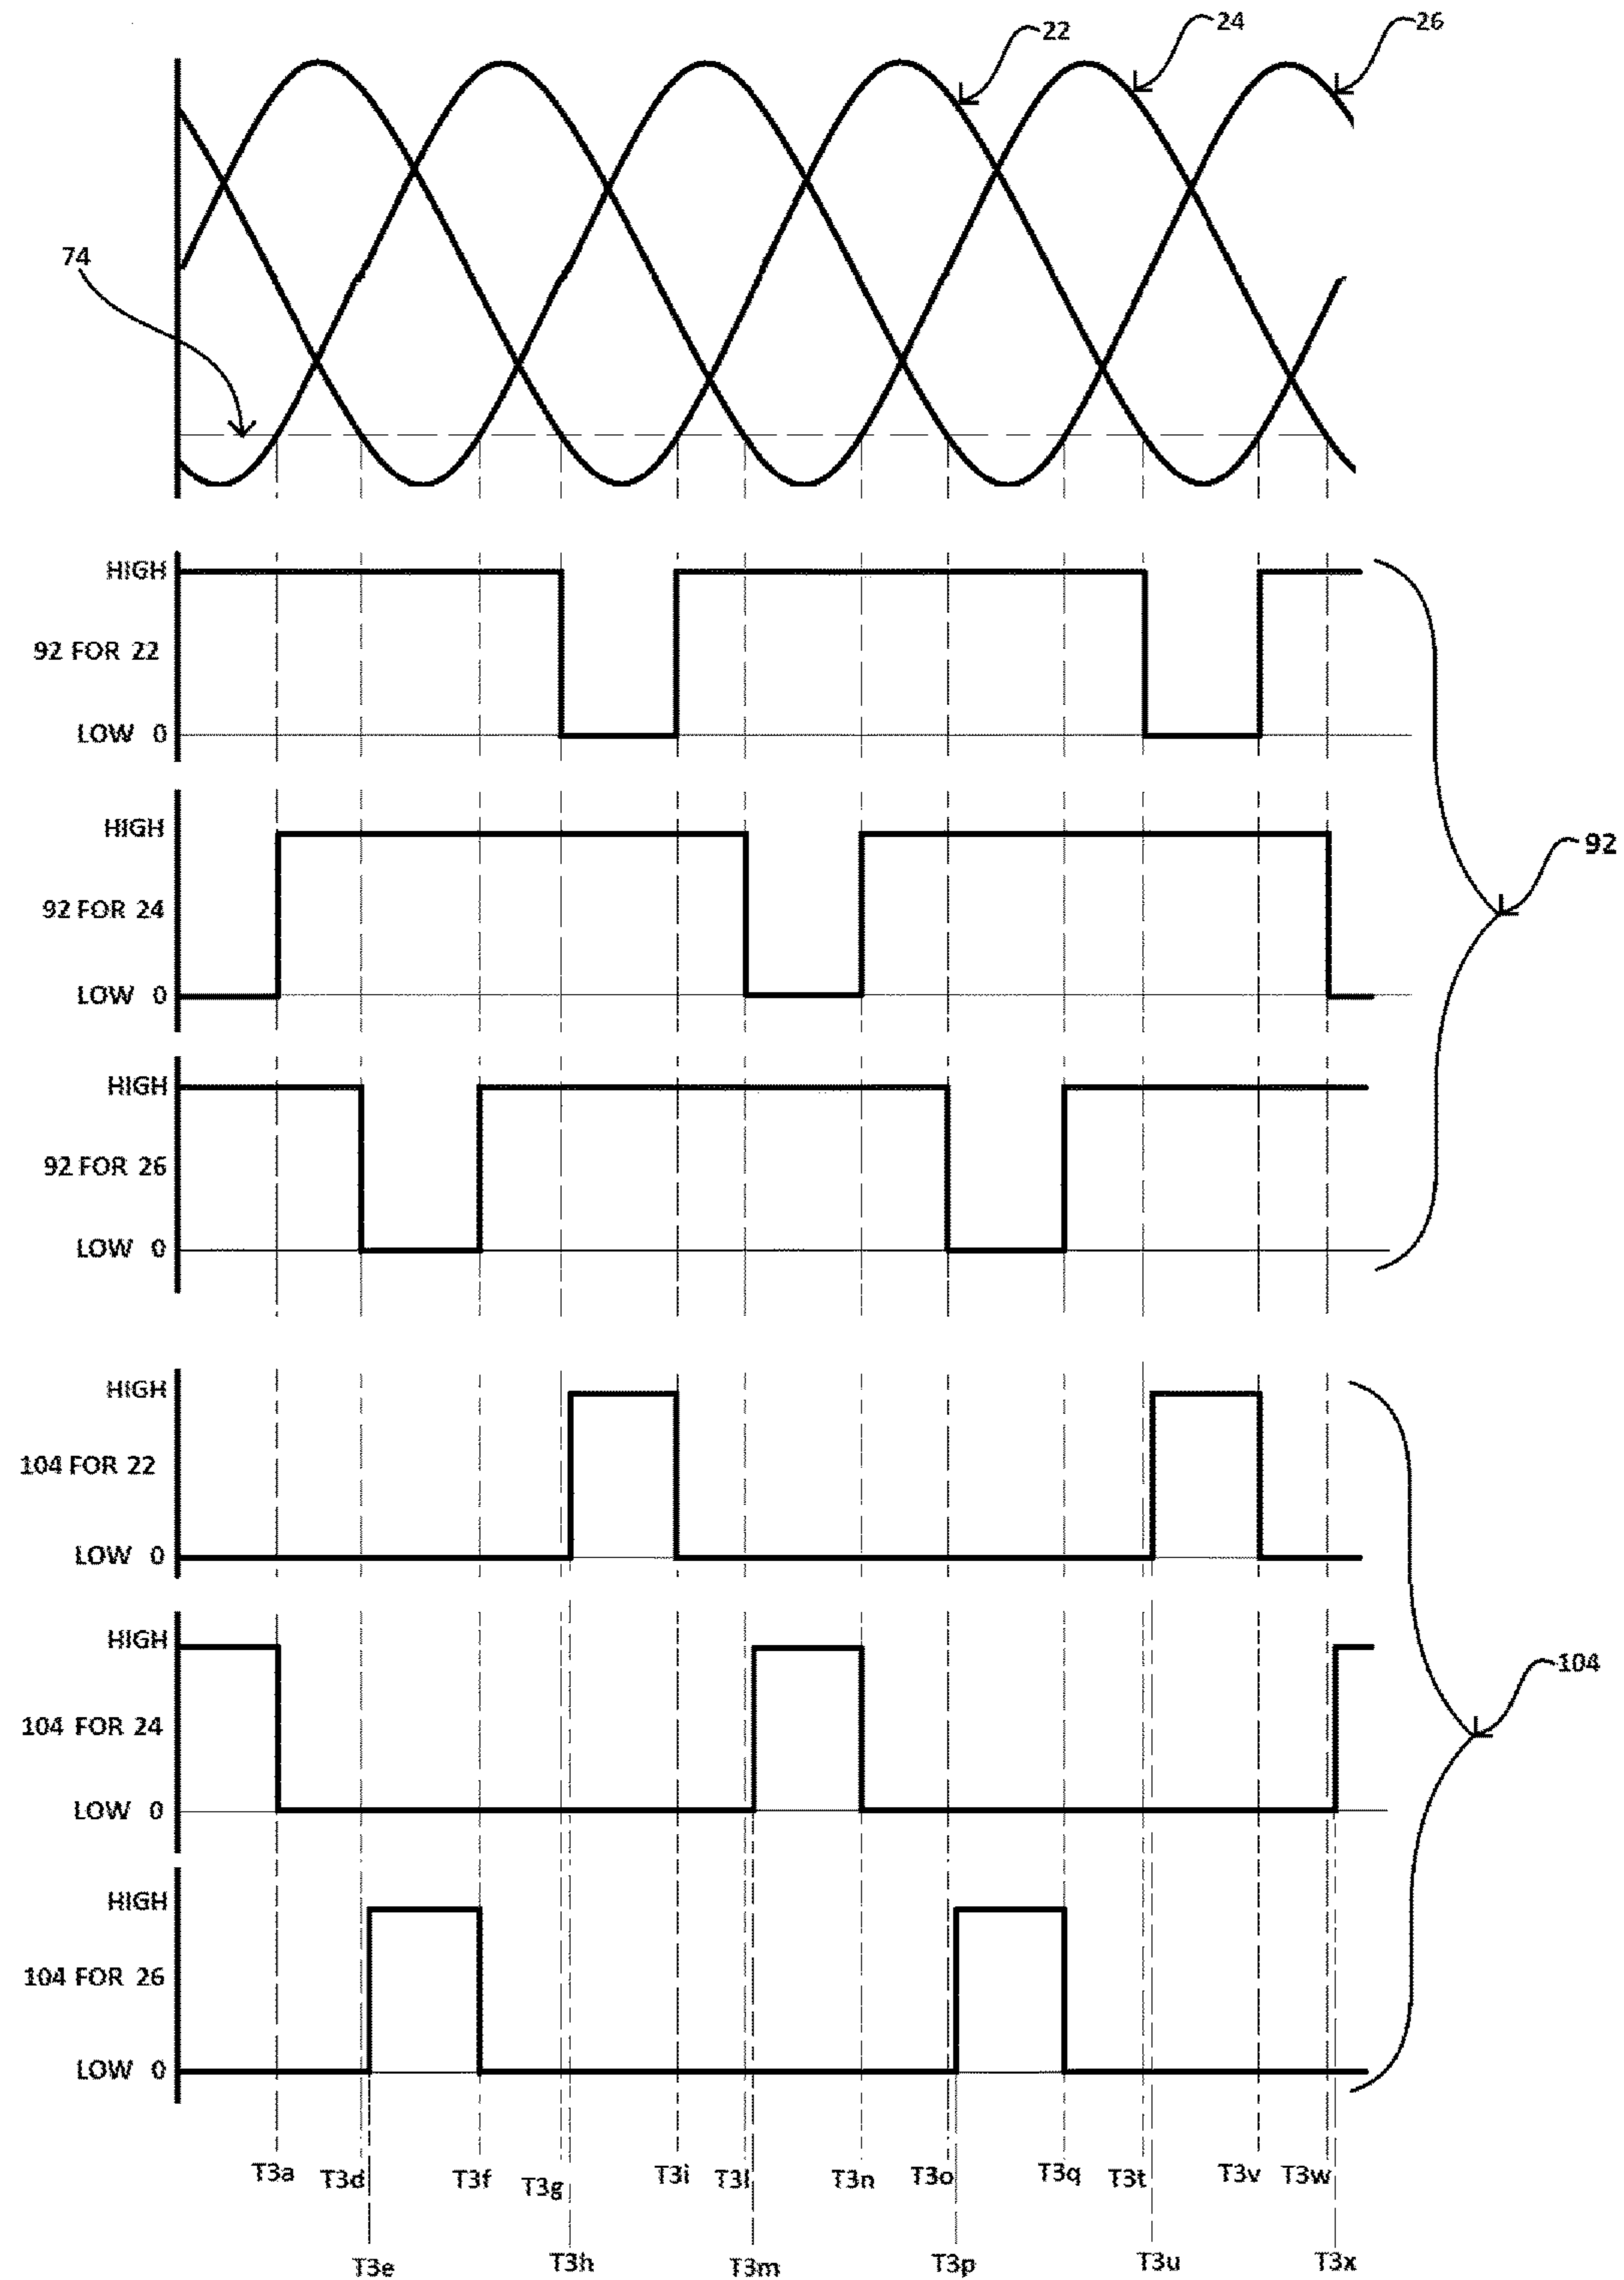 22
24
26
74
HIGH
92 FOR 22
LOW 0
HIGH
92 FOR 24
LOW 0
92
HIGH
92 FOR 26
LOW 0
HIGH
104 FOR 22
LOW 0
HIGH
104 FOR 24
LOW 0
104
HIGH
104 FOR 26
LOW 0
T3a T3d T3f T3g T3i T3l T3n T3o T3q T3t T3v T3w
T3e T3h T3m T3p T3u T3x